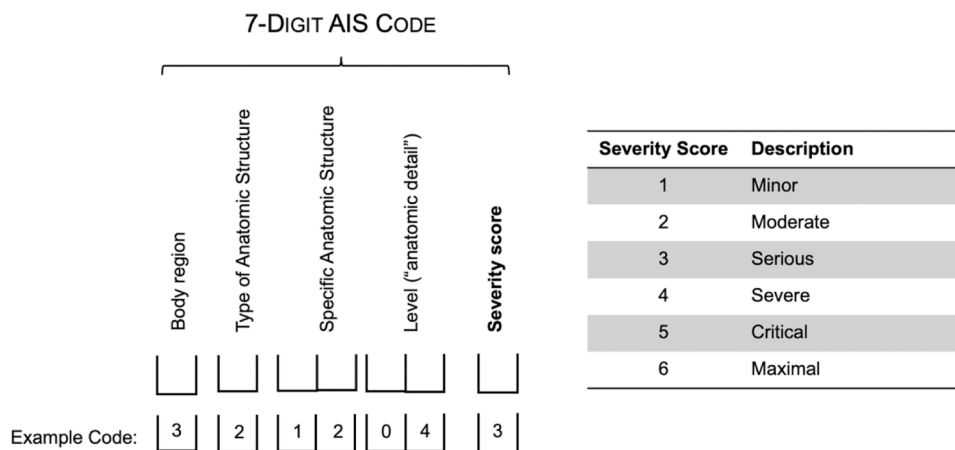 7-DIGIT AIS CODE
Body region
Type of Anatomic Structure
Specific Anatomic Structure
Level ("anatomic detail")
Severity score
Example Code: 3 2 1 2 0 4 3
Severity Score Description
1 Minor
2 Moderate
3 Serious
4 Severe
5 Critical
6 Maximal